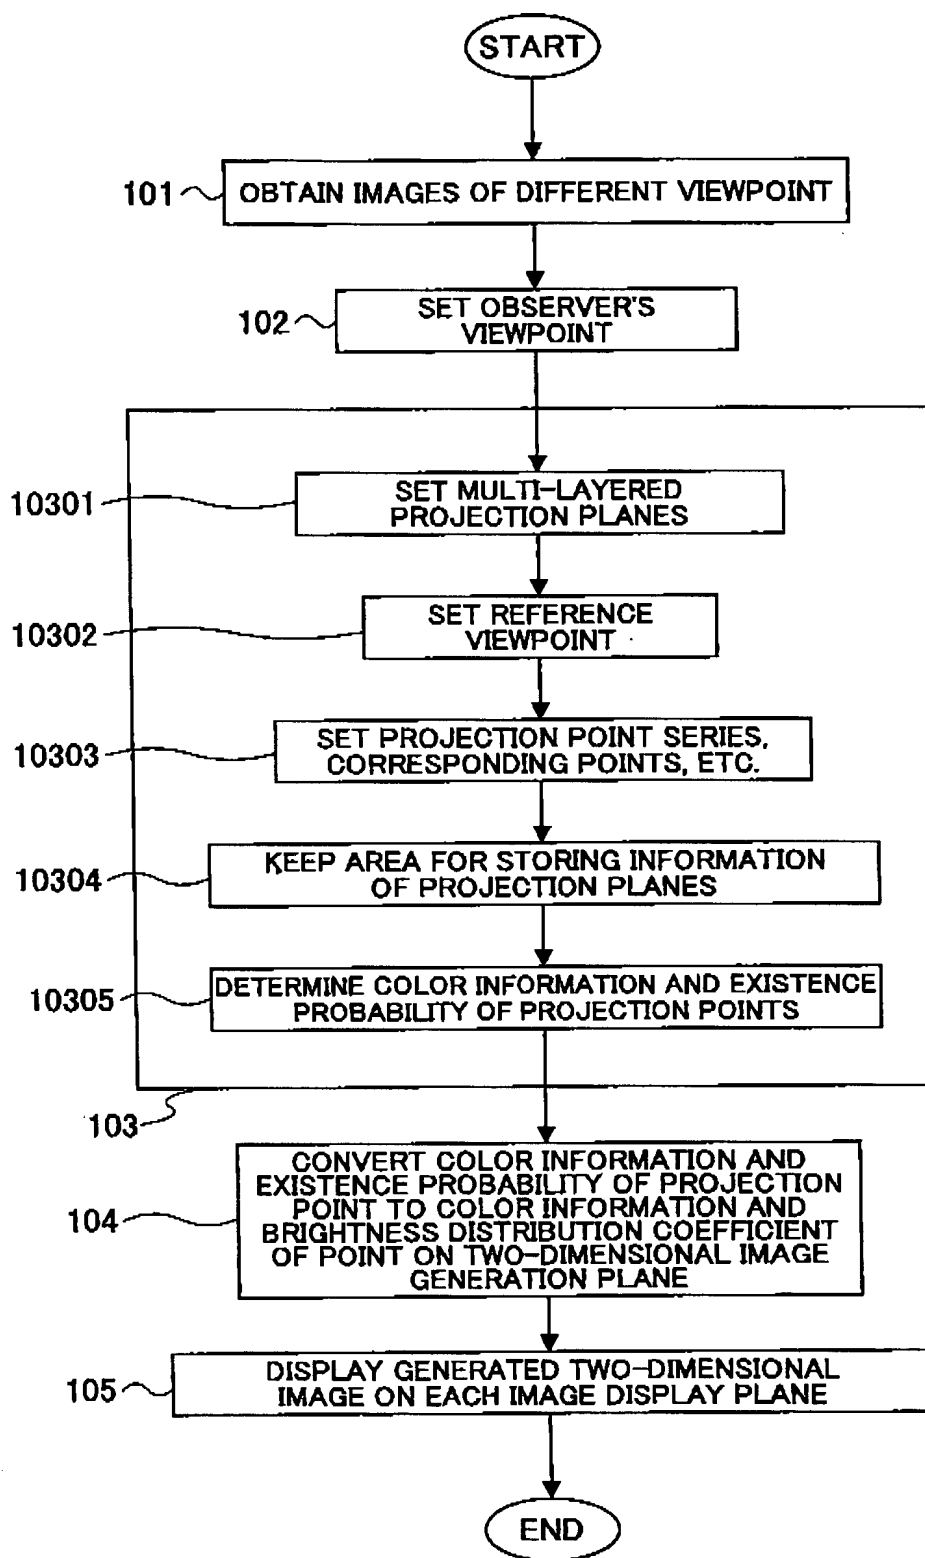 START
101
OBTAIN IMAGES OF DIFFERENT VIEWPOINT
102
SET OBSERVER'S
VIEWPOINT
10301
SET MULTI-LAYERED
PROJECTION PLANES
10302
SET REFERENCE
VIEWPOINT
10303
SET PROJECTION POINT SERIES,
CORRESPONDING POINTS, ETC.
10304
KEEP AREA FOR STORING INFORMATION
OF PROJECTION PLANES
10305
DETERMINE COLOR INFORMATION AND EXISTENCE
PROBABILITY OF PROJECTION POINTS
103
104
CONVERT COLOR INFORMATION AND
EXISTENCE PROBABILITY OF PROJECTION
POINT TO COLOR INFORMATION AND
BRIGHTNESS DISTRIBUTION COEFFICIENT
OF POINT ON TWO-DIMENSIONAL IMAGE
GENERATION PLANE
105
DISPLAY GENERATED TWO-DIMENSIONAL
IMAGE ON EACH IMAGE DISPLAY PLANE
END